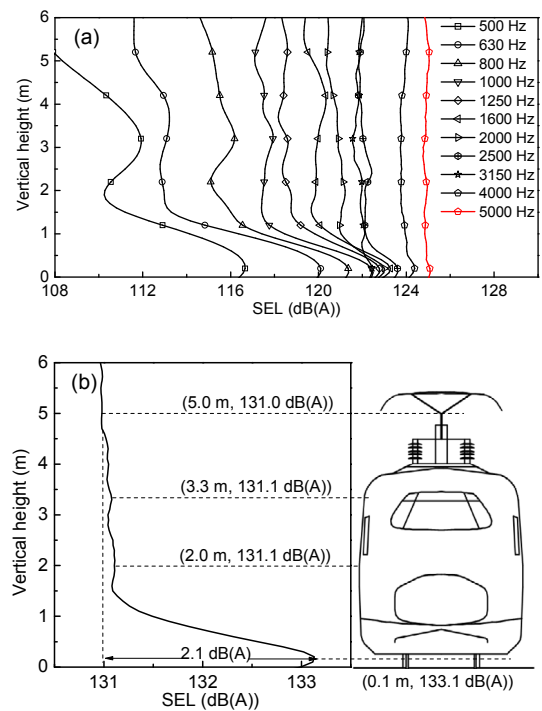 (a)
6
5
4
3
2
1
0
Vertical height (m)
108 112 116 120 124 128
SEL (dB(A))
500 Hz
630 Hz
800 Hz
1000 Hz
1250 Hz
1600 Hz
2000 Hz
2500 Hz
3150 Hz
4000 Hz
5000 Hz
(b)
6
5
4
3
2
1
0
Vertical height (m)
(5.0 m, 131.0 dB(A))
(3.3 m, 131.1 dB(A))
(2.0 m, 131.1 dB(A))
2.1 dB(A)
131 132 133
SEL (dB(A))
(0.1 m, 133.1 dB(A))